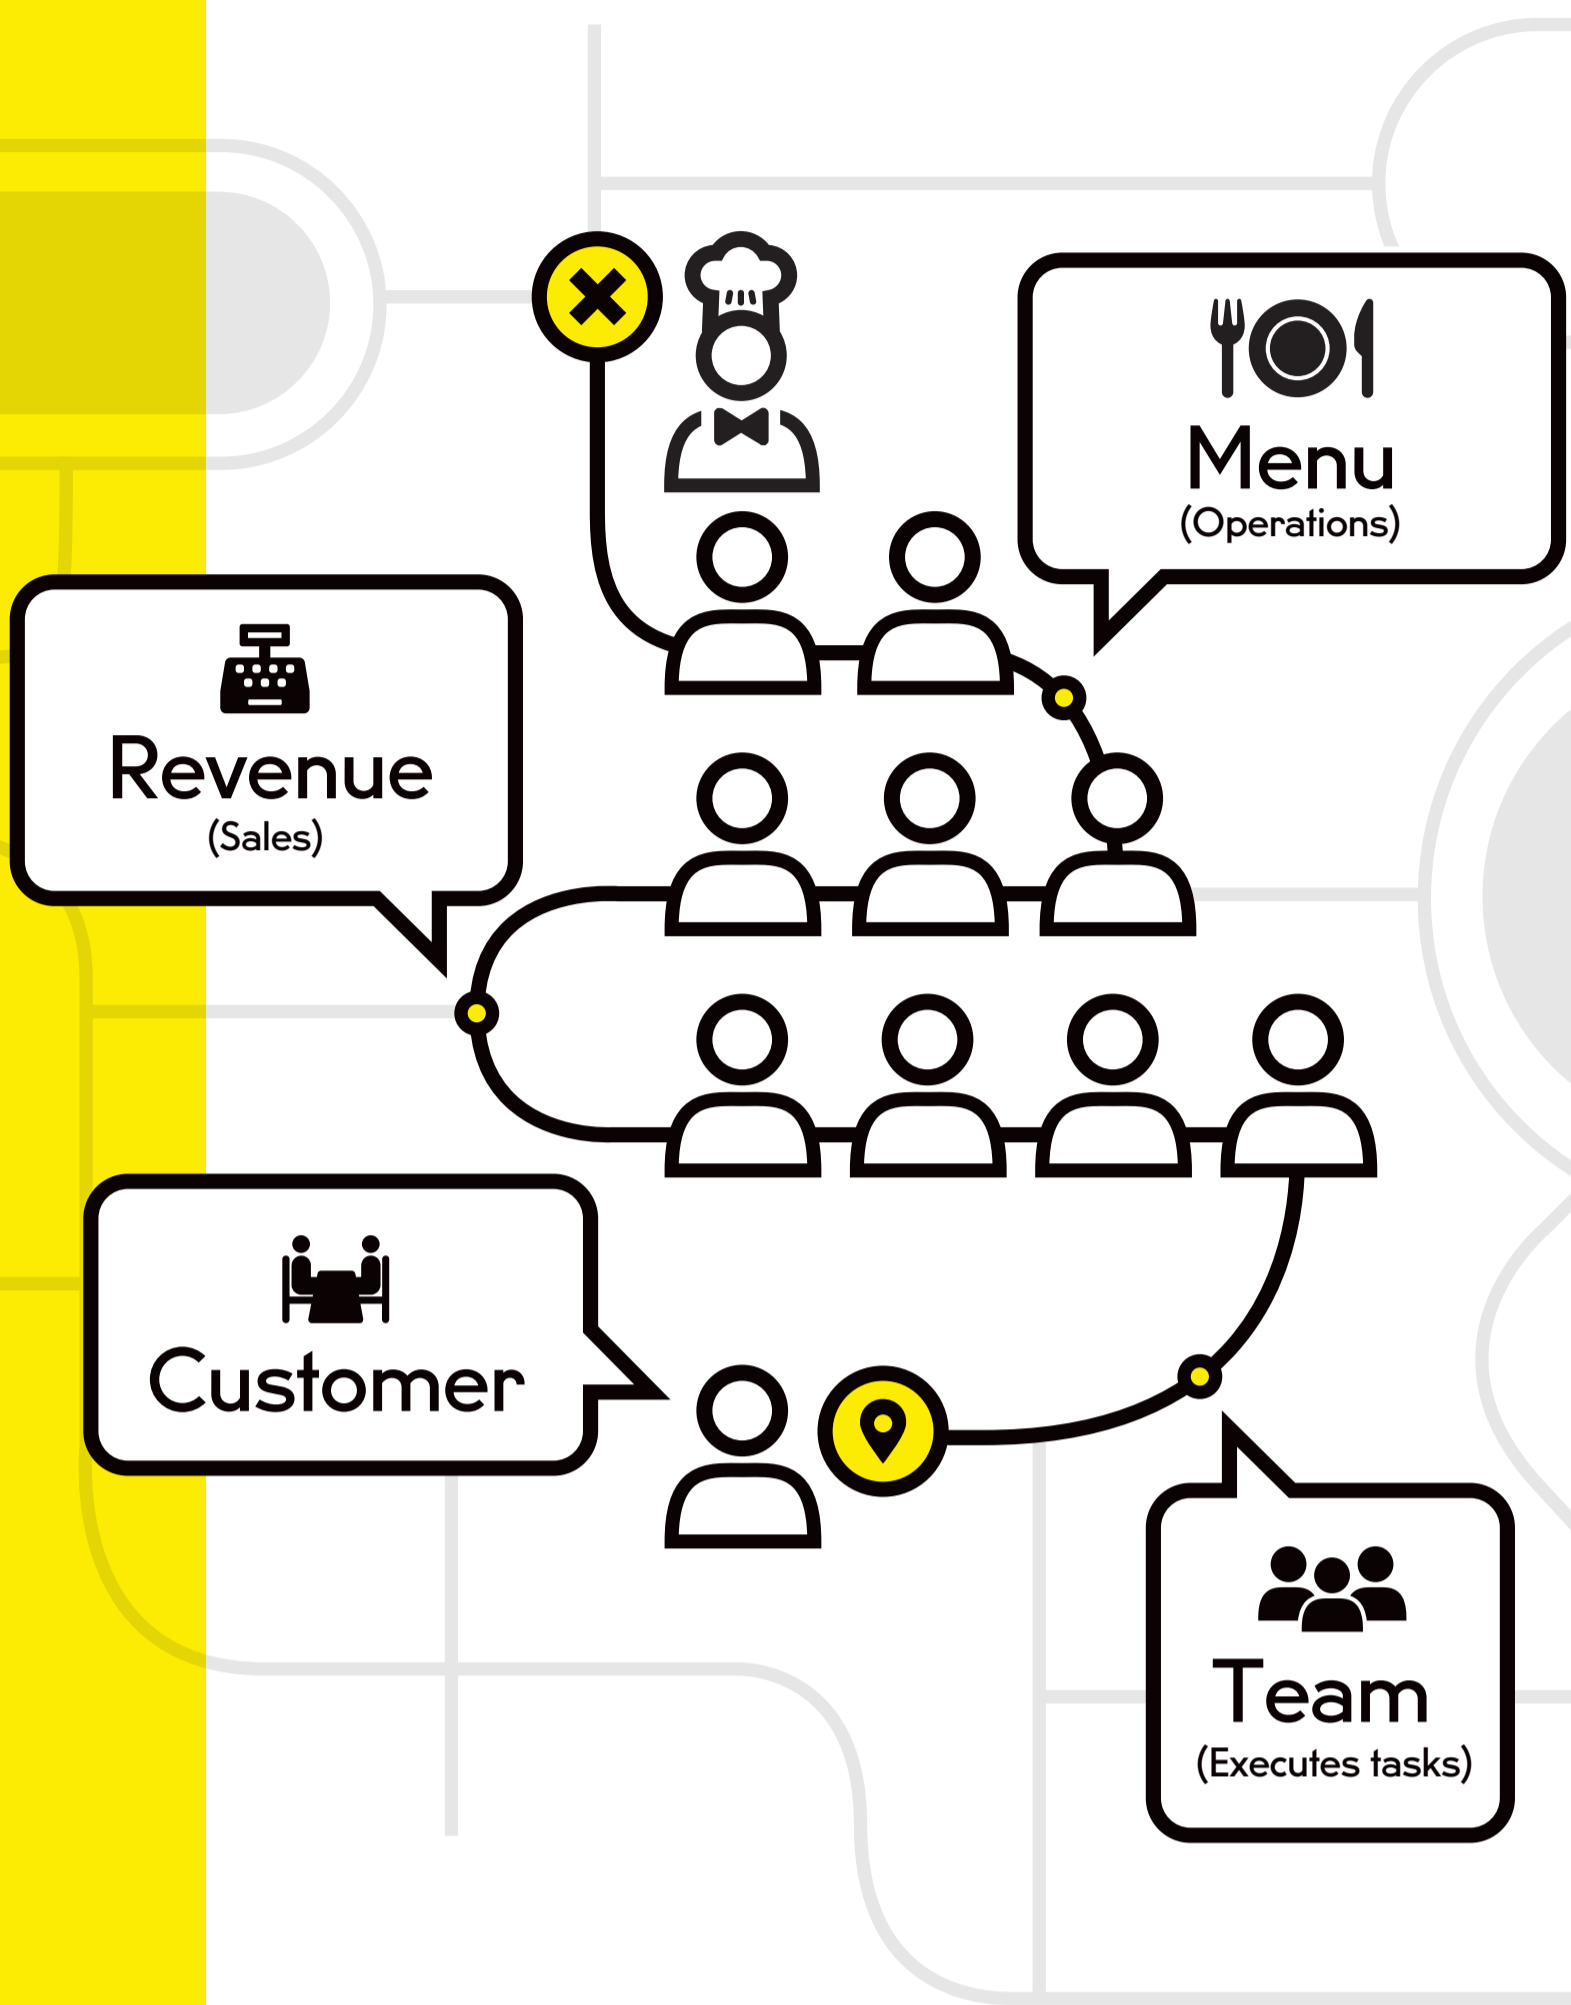 Menu
(Operations)
Revenue
(Sales)
Customer
Team
(Executes tasks)